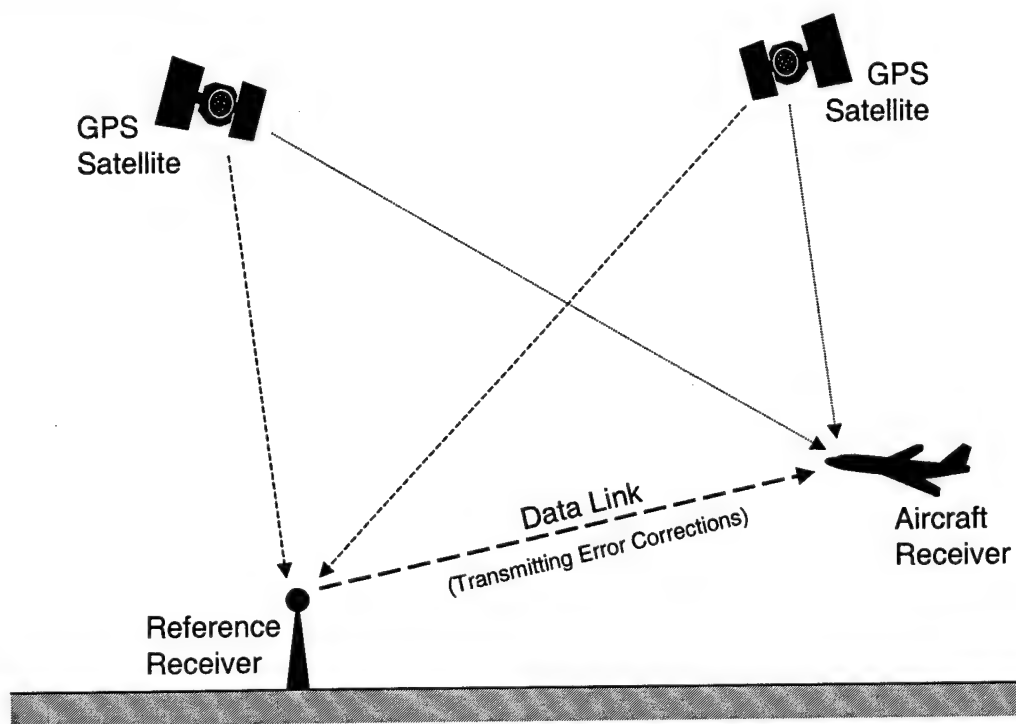 GPS
Satellite
GPS
Satellite
Data Link
(Transmitting Error Corrections)
Aircraft
Receiver
Reference
Receiver